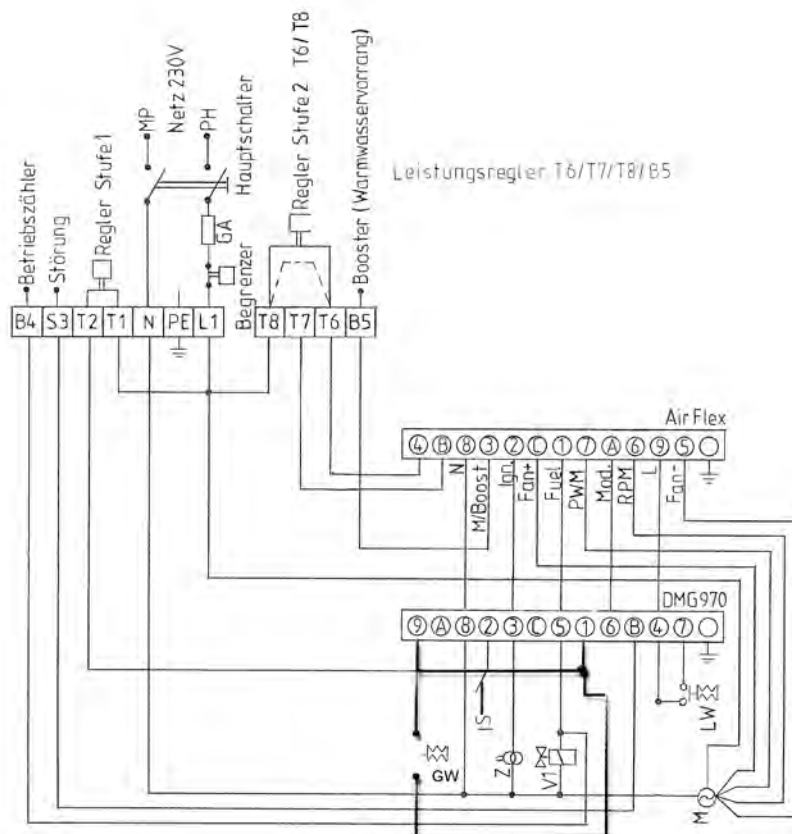 Betriebszähler
Störung
Regler Stufe 1
MP
Netz 230V
PH
Hauptschalter
GA
Begrenzer
Regler Stufe 2 T6/T8
Booster (Warmwasservorrang)
Leistungsregler T6/T7/T8/B5
B4 S3 T2 T1 N PE L1 T8 T7 T6 B5
Air Flex
4 B 8 3 2 C 1 7 A 6 9 5
N M/Boost Ign. Fan+ Fuel PWM Mod. RPM L Fan-
DMG970
9 A 8 2 3 C 5 1 6 B 4 7
IS
GW
Z
V1
LW
M